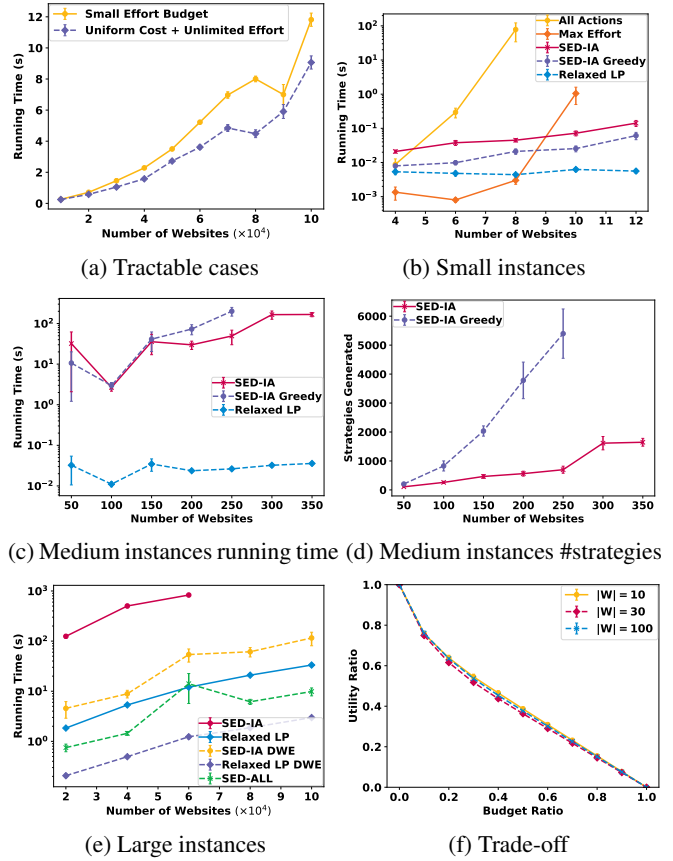 Small Effort Budget
Uniform Cost + Unlimited Effort
12
10
8
6
4
2
0
Running Time (s)
2
4
6
8
10
Number of Websites (×10⁴)
(a) Tractable cases
All Actions
Max Effort
SED-IA
SED-IA Greedy
Relaxed LP
10²
10¹
10⁰
10⁻¹
10⁻²
10⁻³
Running Time (s)
4
5
6
7
8
9
10
11
12
Number of Websites
(b) Small instances
10²
10¹
10⁰
10⁻¹
10⁻²
Running Time (s)
SED-IA
SED-IA Greedy
Relaxed LP
50 100 150 200 250 300 350
Number of Websites
(c) Medium instances running time
SED-IA
SED-IA Greedy
6000
5000
4000
3000
2000
1000
0
Strategies Generated
50 100 150 200 250 300 350
Number of Websites
(d) Medium instances #strategies
10³
10²
10¹
10⁰
Running Time (s)
SED-IA
Relaxed LP
SED-IA DWE
Relaxed LP DWE
SED-ALL
2 3 4 5 6 7 8 9 10
Number of Websites (×10⁴)
(e) Large instances
|W| = 10
|W| = 30
|W| = 100
1.0
0.8
0.6
0.4
0.2
0.0
Utility Ratio
0.0 0.2 0.4 0.6 0.8 1.0
Budget Ratio
(f) Trade-off